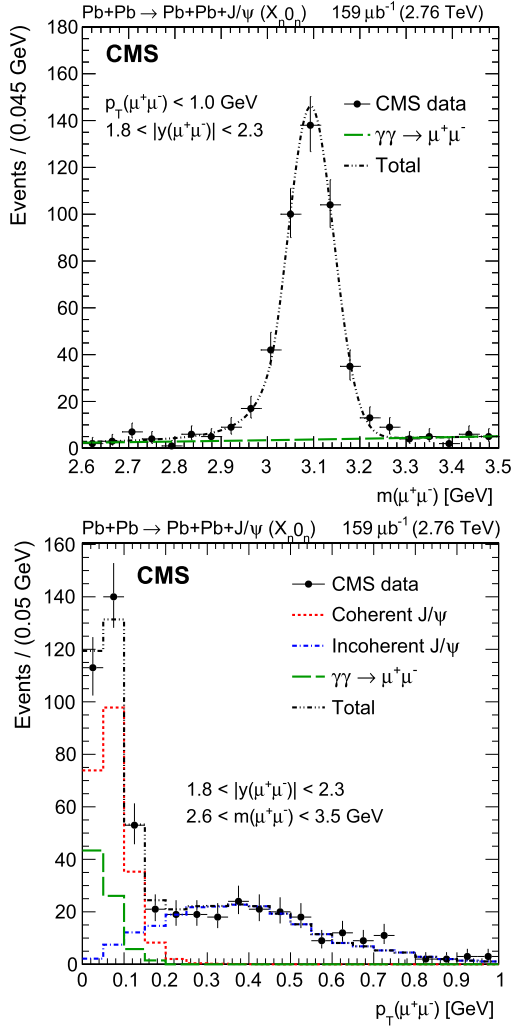 Pb+Pb → Pb+Pb+J/ψ (Xn0n) 159 μb⁻¹ (2.76 TeV)
CMS
pT(μ⁺μ⁻) < 1.0 GeV
1.8 < |y(μ⁺μ⁻)| < 2.3
CMS data
γγ → μ⁺μ⁻
Total
Events / (0.045 GeV)
180
160
140
120
100
80
60
40
20
0
2.6 2.7 2.8 2.9 3 3.1 3.2 3.3 3.4 3.5
m(μ⁺μ⁻) [GeV]
Pb+Pb → Pb+Pb+J/ψ (Xn0n) 159 μb⁻¹ (2.76 TeV)
CMS
CMS data
Coherent J/ψ
Incoherent J/ψ
γγ → μ⁺μ⁻
Total
1.8 < |y(μ⁺μ⁻)| < 2.3
2.6 < m(μ⁺μ⁻) < 3.5 GeV
Events / (0.05 GeV)
160
140
120
100
80
60
40
20
0
0 0.1 0.2 0.3 0.4 0.5 0.6 0.7 0.8 0.9 1
pT(μ⁺μ⁻) [GeV]